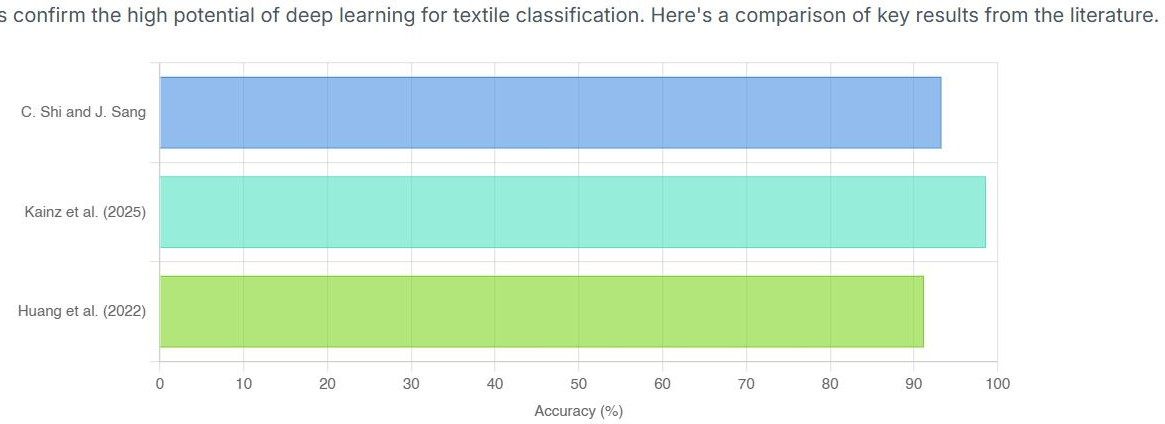 s confirm the high potential of deep learning for textile classification. Here's a comparison of key results from the literature.
C. Shi and J. Sang
Kainz et al. (2025)
Huang et al. (2022)
0 10 20 30 40 50 60 70 80 90 100
Accuracy (%)